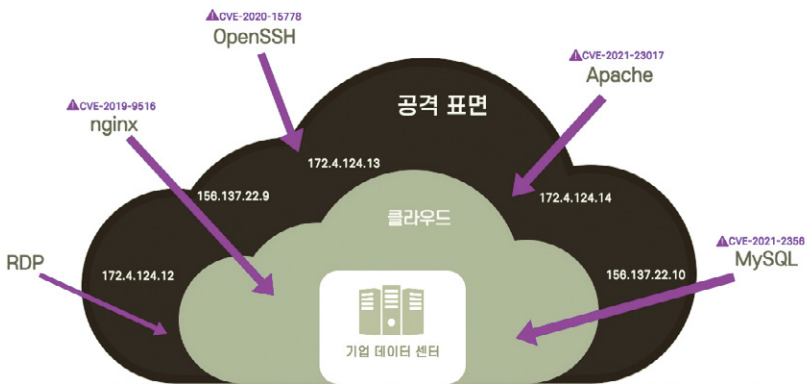 ⚠CVE-2020-15778
OpenSSH
⚠CVE-2021-23017
Apache
⚠CVE-2019-9516
nginx
공격 표면
172.4.124.13
156.137.22.9
172.4.124.14
클라우드
⚠CVE-2021-2356
MySQL
RDP
172.4.124.12
156.137.22.10
기업 데이터 센터